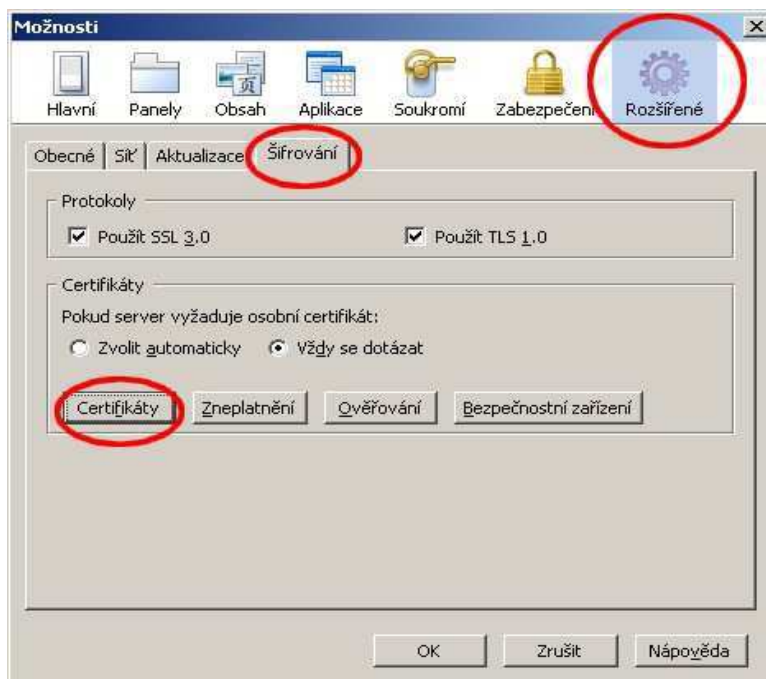 Možnosti
Hlavní Panely Obsah Aplikace Soukromí Zabezpečení Rozšířené
Obecné Síť Aktualizace Šifrování
Protokoly
Použít SSL 3.0 Použít TLS 1.0
Certifikáty
Pokud server vyžaduje osobní certifikát:
Zvolit automaticky Vždy se dotázat
Certifikáty Zneplatnění Ověřování Bezpečnostní zařízení
OK Zrušit Nápověda